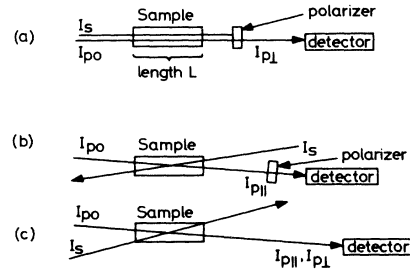 (a)
Sample
polarizer
Is
Ipo
Ip⊥
detector
length L
(b)
Sample
Ipo
Is
polarizer
Ip||
detector
(c)
Sample
Ipo
Is
Ip||, Ip⊥
detector